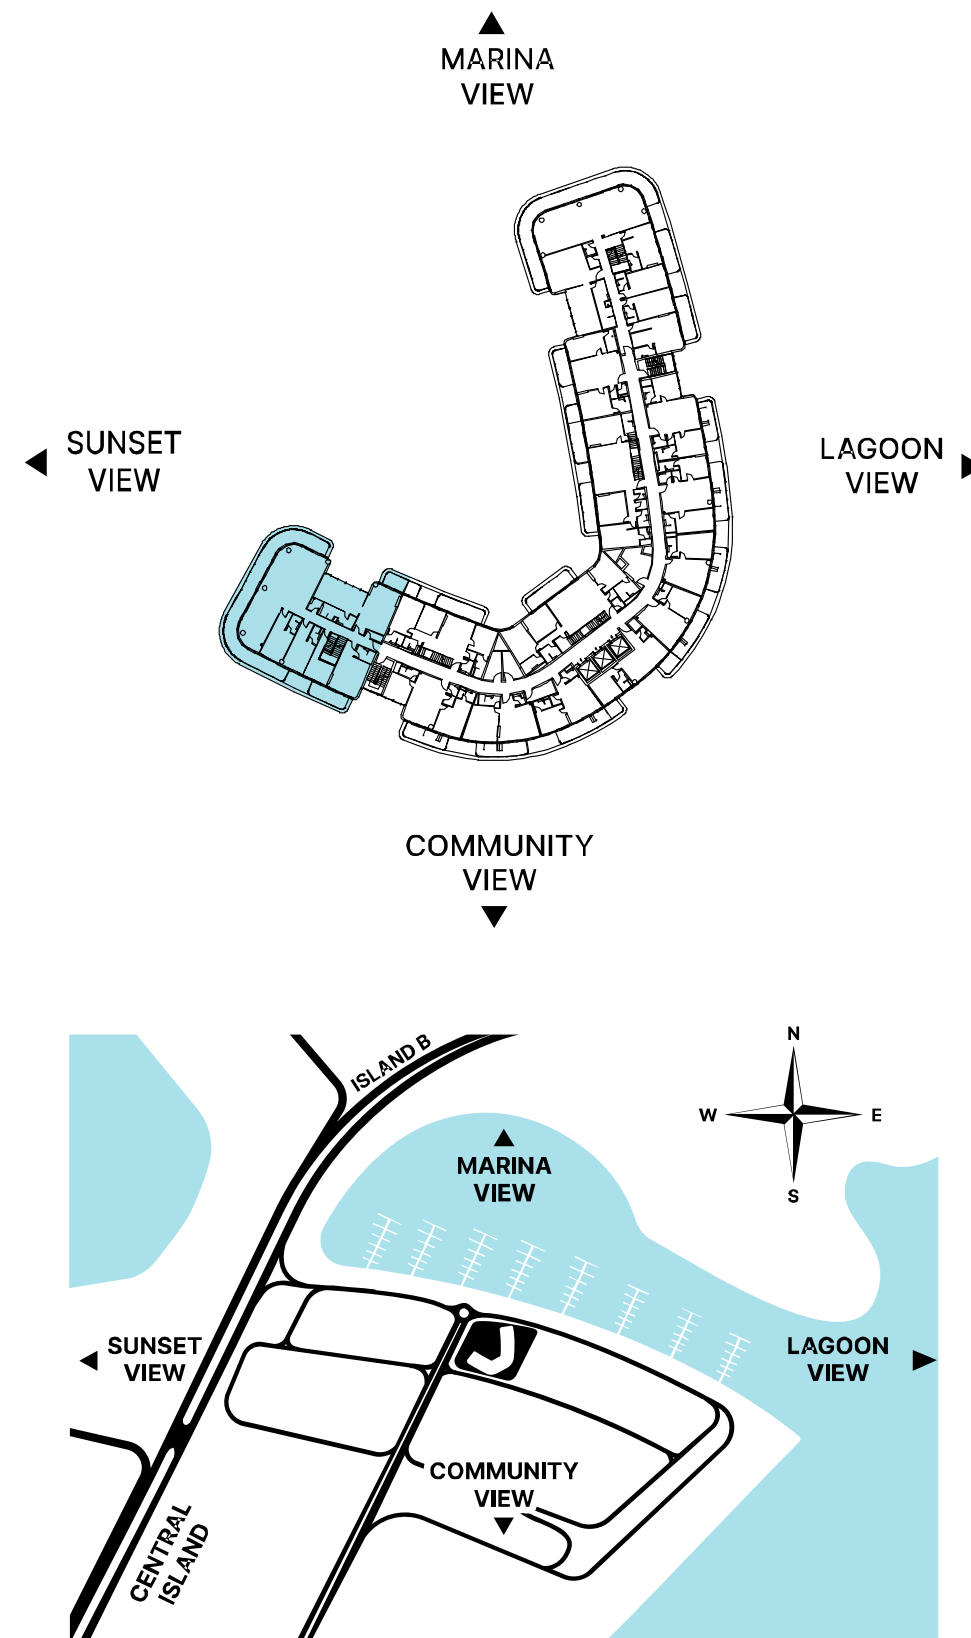 MARINA
VIEW
SUNSET
VIEW
LAGOON
VIEW
COMMUNITY
VIEW
N
ISLAND B
W
E
MARINA
VIEW
S
SUNSET
VIEW
LAGOON
VIEW
COMMUNITY
VIEW
CENTRAL
ISLAND